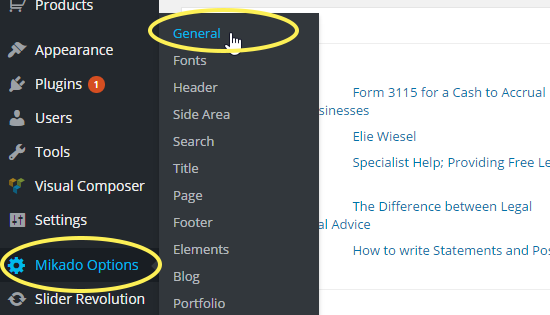 Products
Appearance
Plugins 1
Users
Tools
Visual Composer
Settings
Mikado Options
Slider Revolution
General
Fonts
Header
Side Area
Search
Title
Page
Footer
Elements
Blog
Portfolio
Form 3115 for a Cash to Accrual
sinesses
Elie Wiesel
Specialist Help; Providing Free Le
The Difference between Legal
al Advice
How to write Statements and Pos